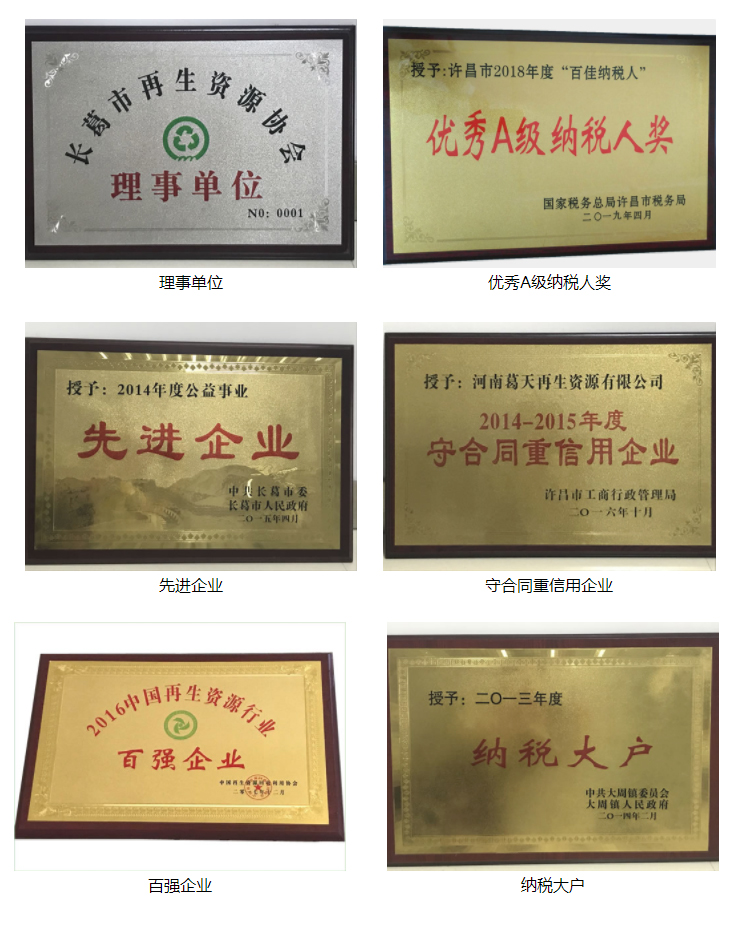 长葛市再生资源协会
理事单位
N0: 0001
理事单位
授予:许昌市2018年度“百佳纳税人”
优秀A级纳税人奖
国家税务总局许昌市税务局
二〇一九年四月
优秀A级纳税人奖
授予：2014年度公益事业
先进企业
中共长葛市委
长葛市人民政府
二〇一五年四月
先进企业
授予：河南葛天再生资源有限公司
2014-2015年度
守合同重信用企业
许昌市工商行政管理局
二〇一六年十月
守合同重信用企业
2016中国再生资源行业
百强企业
百强企业
授予：二〇一三年度
纳税大户
中共大周镇委员会
大周镇人民政府
二〇一四年二月
纳税大户